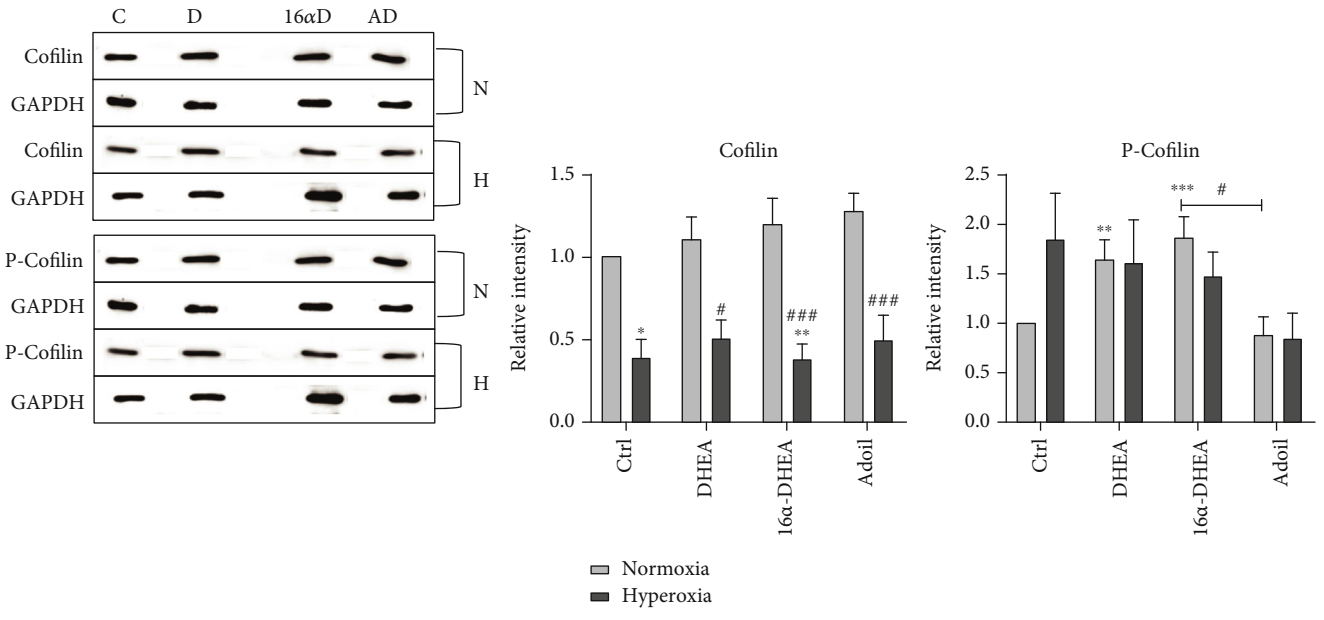 C D 16αD AD
Cofilin
GAPDH
N
Cofilin
GAPDH
H
P-Cofilin
GAPDH
N
P-Cofilin
GAPDH
H
Cofilin
Relative intensity
1.5
1.0
0.5
0.0
*
#
###
**
###
Ctrl
DHEA
16α-DHEA
Adoil
P-Cofilin
Relative intensity
2.5
2.0
1.5
1.0
0.5
0.0
**
***
#
Ctrl
DHEA
16α-DHEA
Adoil
Normoxia
Hyperoxia